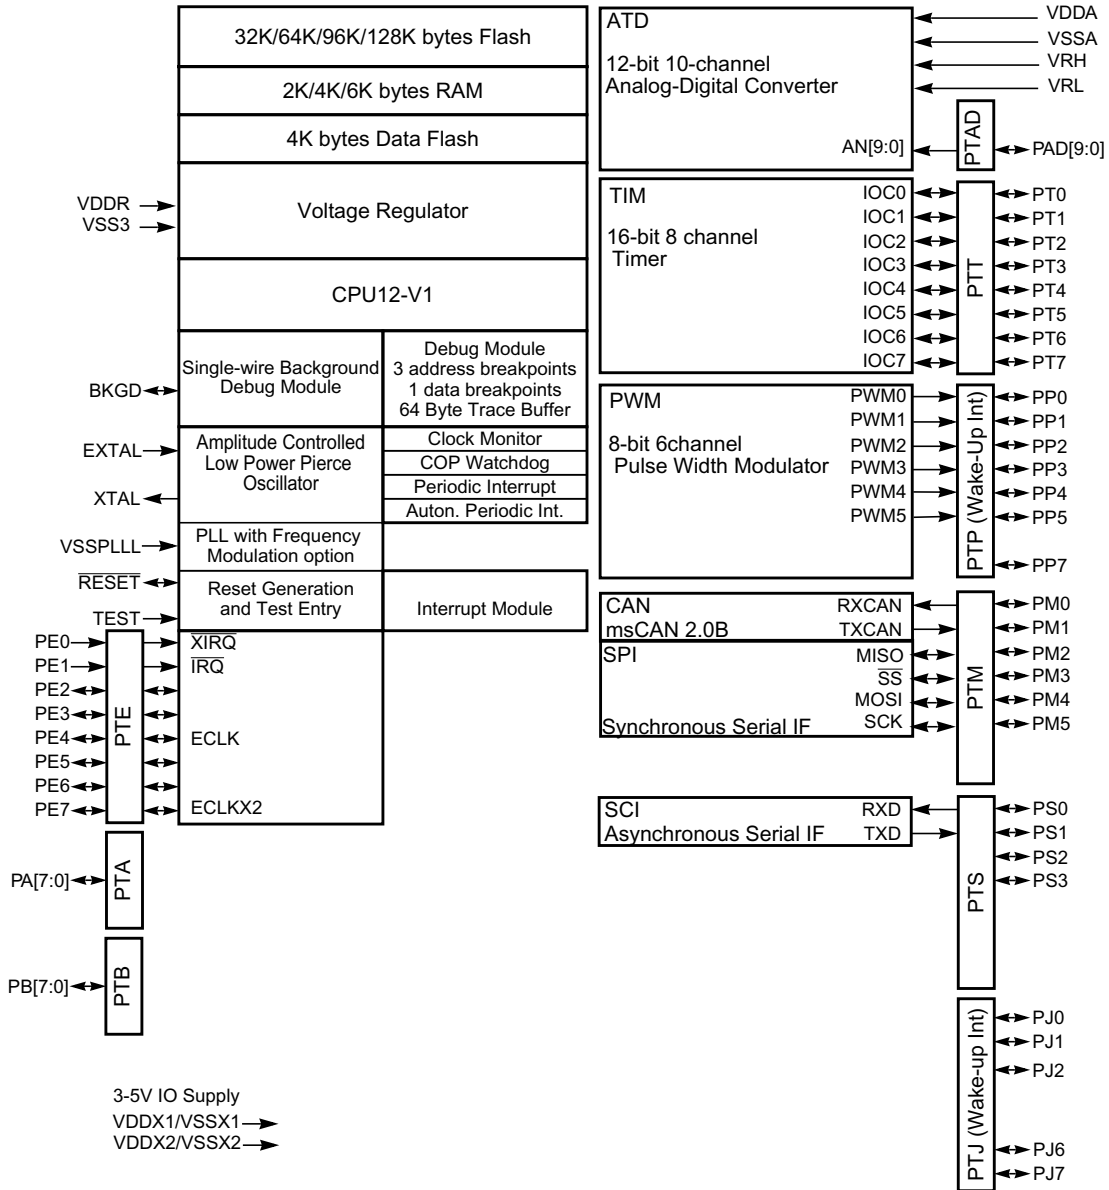 32K/64K/96K/128K bytes Flash
2K/4K/6K bytes RAM
4K bytes Data Flash
VDDR
VSS3
Voltage Regulator
CPU12-V1
BKGD
Single-wire Background
Debug Module
Debug Module
3 address breakpoints
1 data breakpoints
64 Byte Trace Buffer
EXTAL
XTAL
Amplitude Controlled
Low Power Pierce
Oscillator
Clock Monitor
COP Watchdog
Periodic Interrupt
Auton. Periodic Int.
VSSPLLL
PLL with Frequency
Modulation option
RESET
TEST
Reset Generation
and Test Entry
Interrupt Module
PE0
PE1
PE2
PE3
PE4
PE5
PE6
PE7
PTE
XIRQ
IRQ
ECLK
ECLKX2
PA[7:0]
PTA
PB[7:0]
PTB
3-5V IO Supply
VDDX1/VSSX1
VDDX2/VSSX2
ATD
12-bit 10-channel
Analog-Digital Converter
AN[9:0]
VDDA
VSSA
VRH
VRL
PTAD
PAD[9:0]
TIM
16-bit 8 channel
Timer
IOC0
IOC1
IOC2
IOC3
IOC4
IOC5
IOC6
IOC7
PTT
PT0
PT1
PT2
PT3
PT4
PT5
PT6
PT7
PWM
8-bit 6channel
Pulse Width Modulator
PWM0
PWM1
PWM2
PWM3
PWM4
PWM5
PTP (Wake-Up Int)
PP0
PP1
PP2
PP3
PP4
PP5
PP7
CAN
msCAN 2.0B
RXCAN
TXCAN
SPI
Synchronous Serial IF
MISO
SS
MOSI
SCK
PTM
PM0
PM1
PM2
PM3
PM4
PM5
SCI
Asynchronous Serial IF
RXD
TXD
PTS
PS0
PS1
PS2
PS3
PTJ (Wake-up Int)
PJ0
PJ1
PJ2
PJ6
PJ7